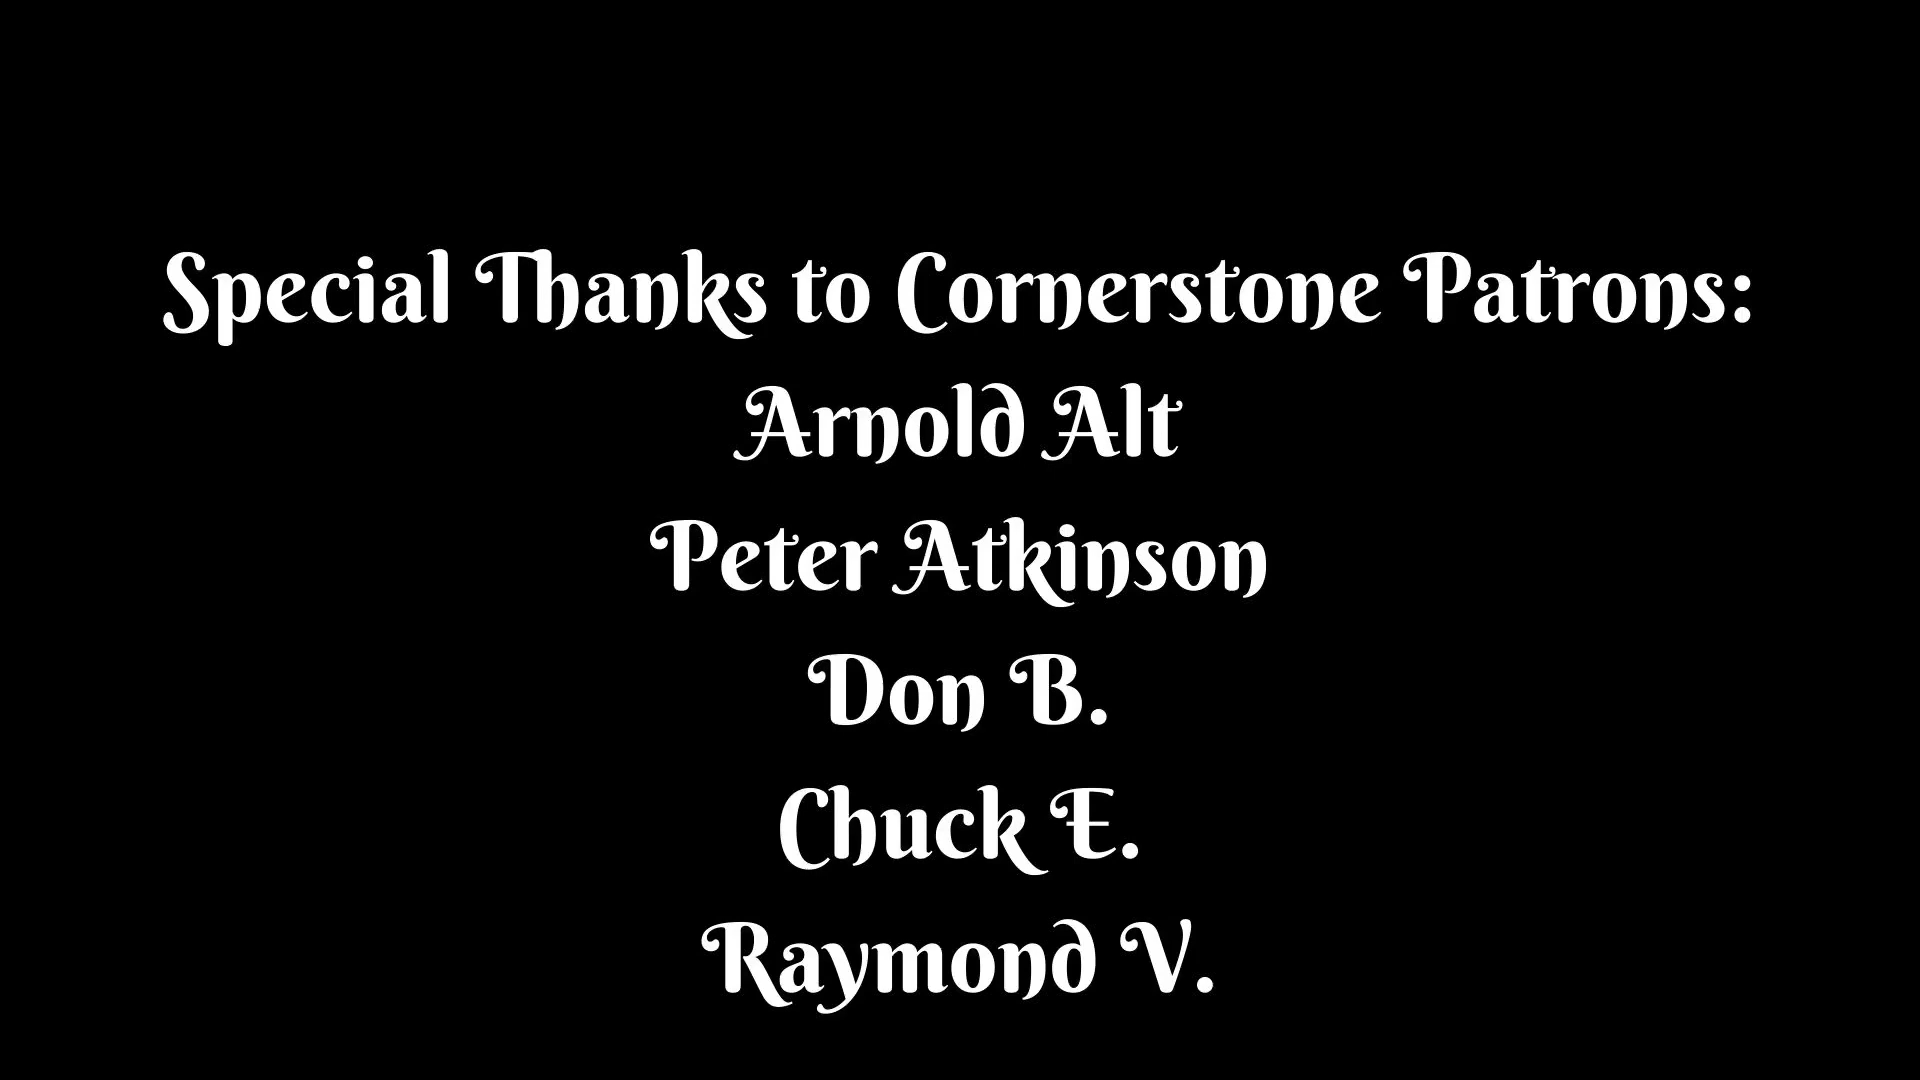 Special Thanks to Cornerstone Patrons:
Arnold Alt
Peter Atkinson
Don B.
Chuck E.
Raymond V.